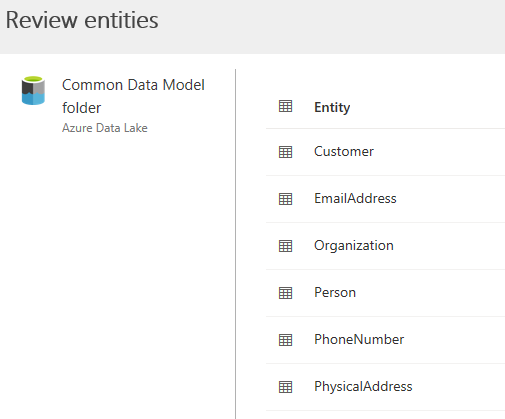 Review entities
Common Data Model
folder
Azure Data Lake
Entity
Customer
EmailAddress
Organization
Person
PhoneNumber
PhysicalAddress